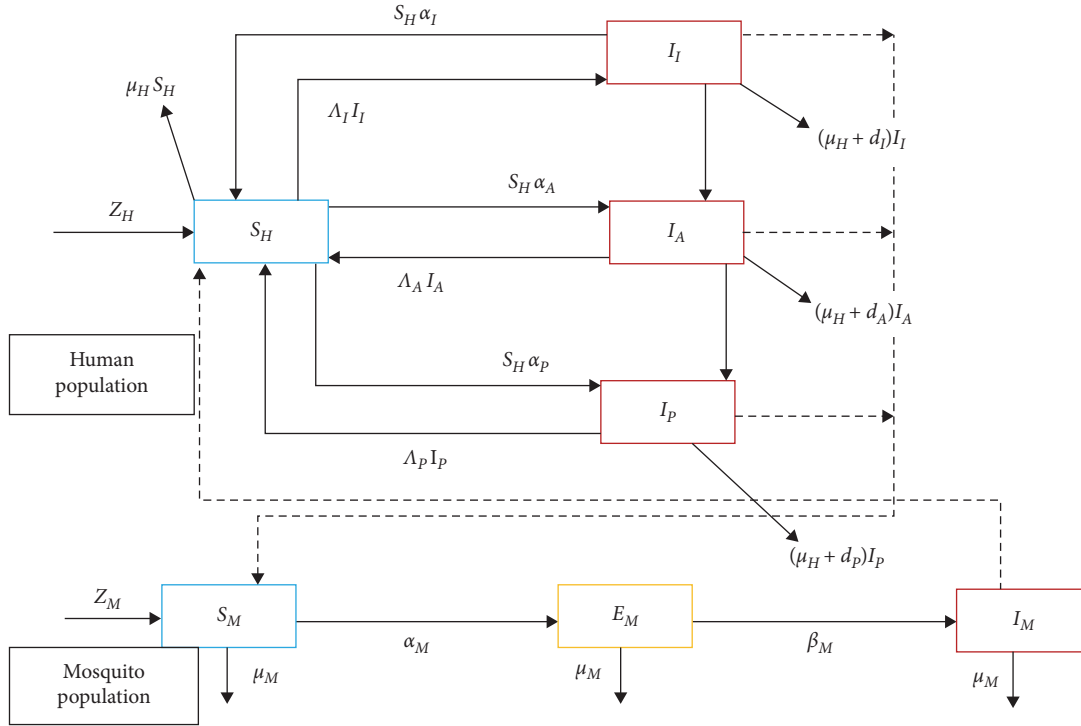 S_H α_I
I_I
μ_H S_H
Λ_I I_I
(μ_H + d_I)I_I
Z_H
S_H
S_H α_A
I_A
Λ_A I_A
(μ_H + d_A)I_A
Human
population
S_H α_P
I_P
Λ_P I_P
(μ_H + d_P)I_P
Z_M
S_M
α_M
E_M
β_M
I_M
Mosquito
population
μ_M
μ_M
μ_M